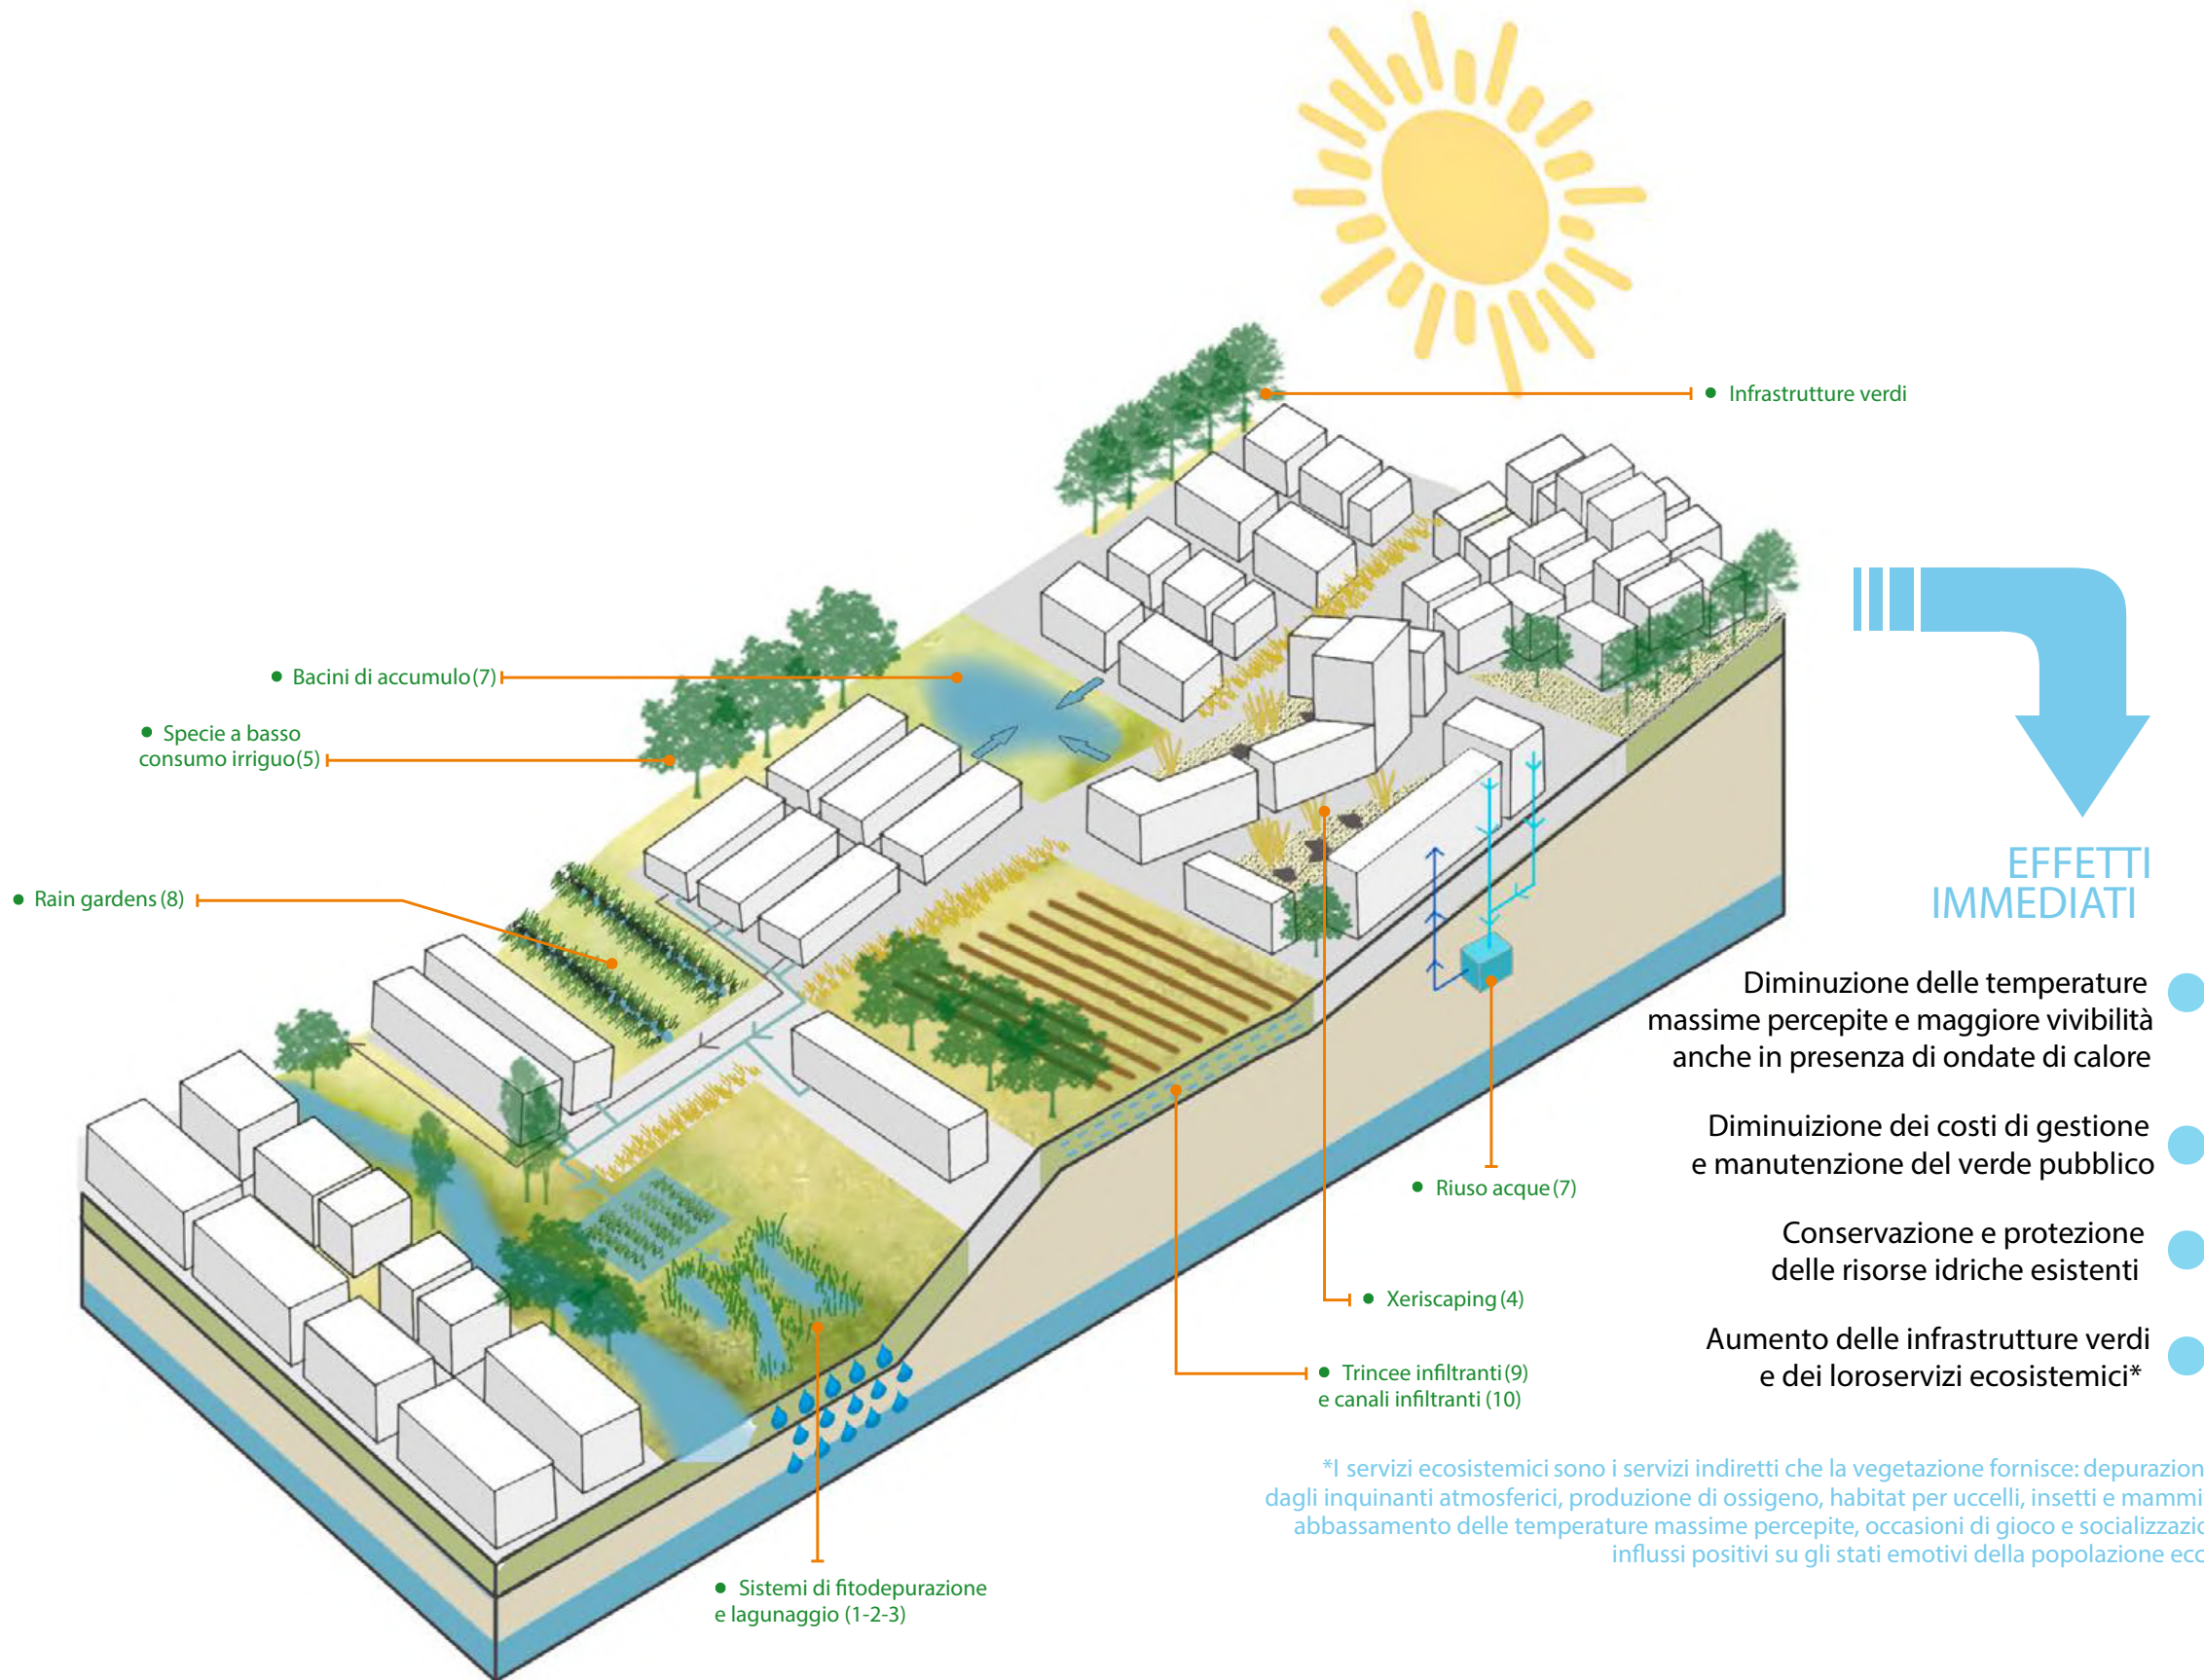 • Infrastrutture verdi
• Bacini di accumulo (7)
• Specie a basso
consumo irriguo (5)
• Rain gardens (8)
EFFETTI
IMMEDIATI
Diminuzione delle temperature
massime percepite e maggiore vivibilità
anche in presenza di ondate di calore
Diminuizione dei costi di gestione
e manutenzione del verde pubblico
• Riuso acque (7)
Conservazione e protezione
delle risorse idriche esistenti
• Xeriscaping (4)
Aumento delle infrastrutture verdi
e dei loroservizi ecosistemici*
• Trincee infiltranti (9)
e canali infiltranti (10)
*I servizi ecosistemici sono i servizi indiretti che la vegetazione fornisce: depurazion
dagli inquinanti atmosferici, produzione di ossigeno, habitat per uccelli, insetti e mammi
abbassamento delle temperature massime percepite, occasioni di gioco e socializzazio
influssi positivi su gli stati emotivi della popolazione ecc
• Sistemi di fitodepurazione
e lagunaggio (1-2-3)